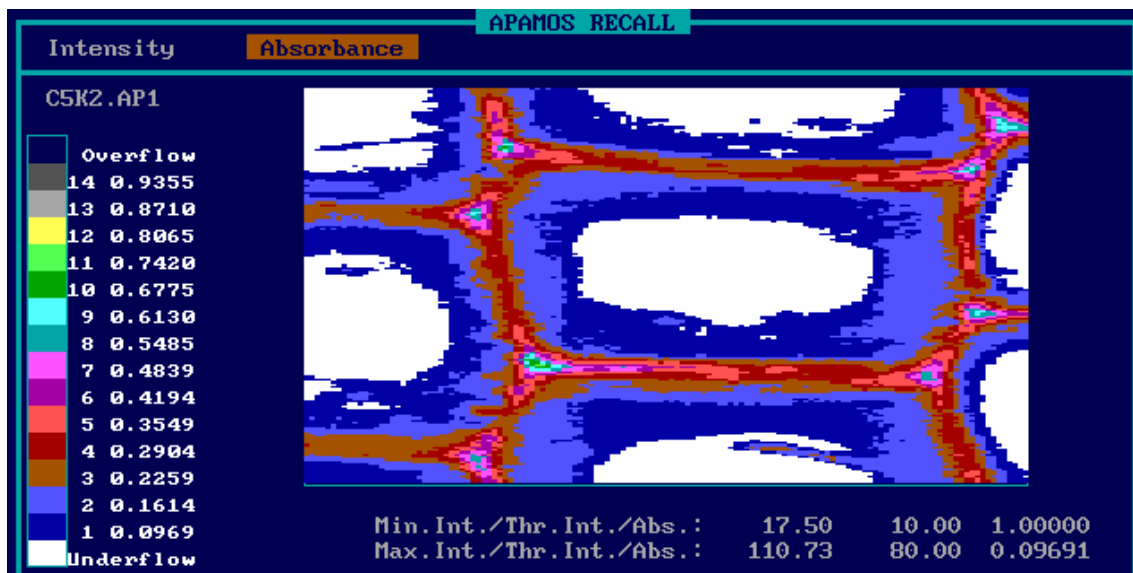 APAMOS RECALL
Intensity Absorbance
C5K2.AP1
Overflow
14 0.9355
13 0.8710
12 0.8065
11 0.7420
10 0.6775
9 0.6130
8 0.5485
7 0.4839
6 0.4194
5 0.3549
4 0.2904
3 0.2259
2 0.1614
1 0.0969
Underflow
Min.Int./Thr.Int./Abs.: 17.50 10.00 1.00000
Max.Int./Thr.Int./Abs.: 110.73 80.00 0.09691